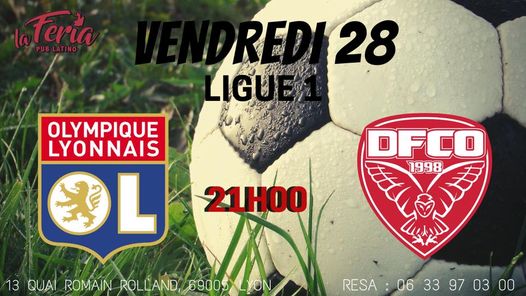 la Feria
PUB LATINO
VENDREDI 28
LIGUE 1
OLYMPIQUE
LYONNAIS
OL
DFCO
1998
21H00
13 QUAI ROMAIN ROLLAND, 69005, LYON
RESA : 06 33 97 03 00